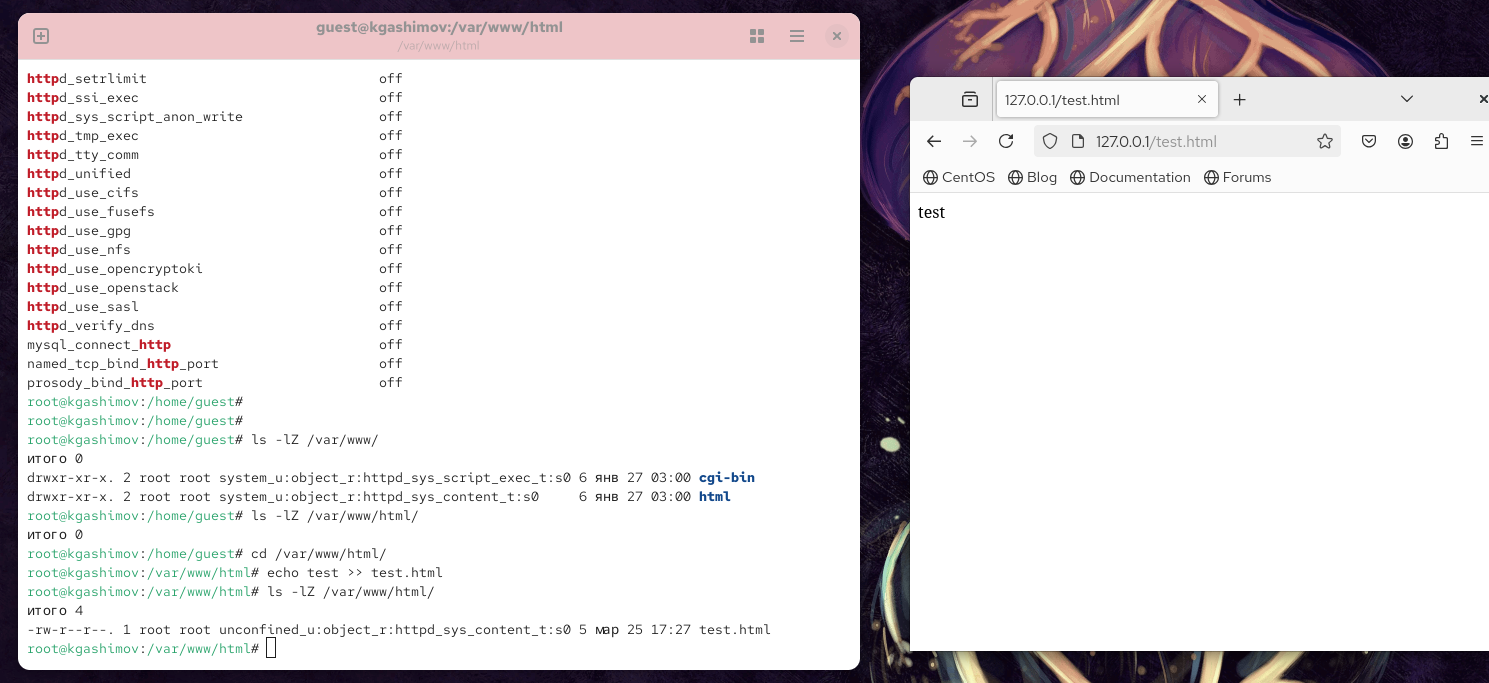 guest@kgashimov:/var/www/html
/var/www/html
httpd_setrlimit off
httpd_ssi_exec off
httpd_sys_script_anon_write off
httpd_tmp_exec off
httpd_tty_comm off
httpd_unified off
httpd_use_cifs off
httpd_use_fusefs off
httpd_use_gpg off
httpd_use_nfs off
httpd_use_opencryptoki off
httpd_use_openstack off
httpd_use_sasl off
httpd_verify_dns off
mysql_connect_http off
named_tcp_bind_http_port off
prosody_bind_http_port off
root@kgashimov:/home/guest#
root@kgashimov:/home/guest#
root@kgashimov:/home/guest# ls -lZ /var/www/
итого 0
drwxr-xr-x. 2 root root system_u:object_r:httpd_sys_script_exec_t:s0 6 янв 27 03:00 cgi-bin
drwxr-xr-x. 2 root root system_u:object_r:httpd_sys_content_t:s0 6 янв 27 03:00 html
root@kgashimov:/home/guest# ls -lZ /var/www/html/
итого 0
root@kgashimov:/home/guest# cd /var/www/html/
root@kgashimov:/var/www/html# echo test >> test.html
root@kgashimov:/var/www/html# ls -lZ /var/www/html/
итого 4
-rw-r--r--. 1 root root unconfined_u:object_r:httpd_sys_content_t:s0 5 мар 25 17:27 test.html
root@kgashimov:/var/www/html#
127.0.0.1/test.html
127.0.0.1/test.html
CentOS Blog Documentation Forums
test